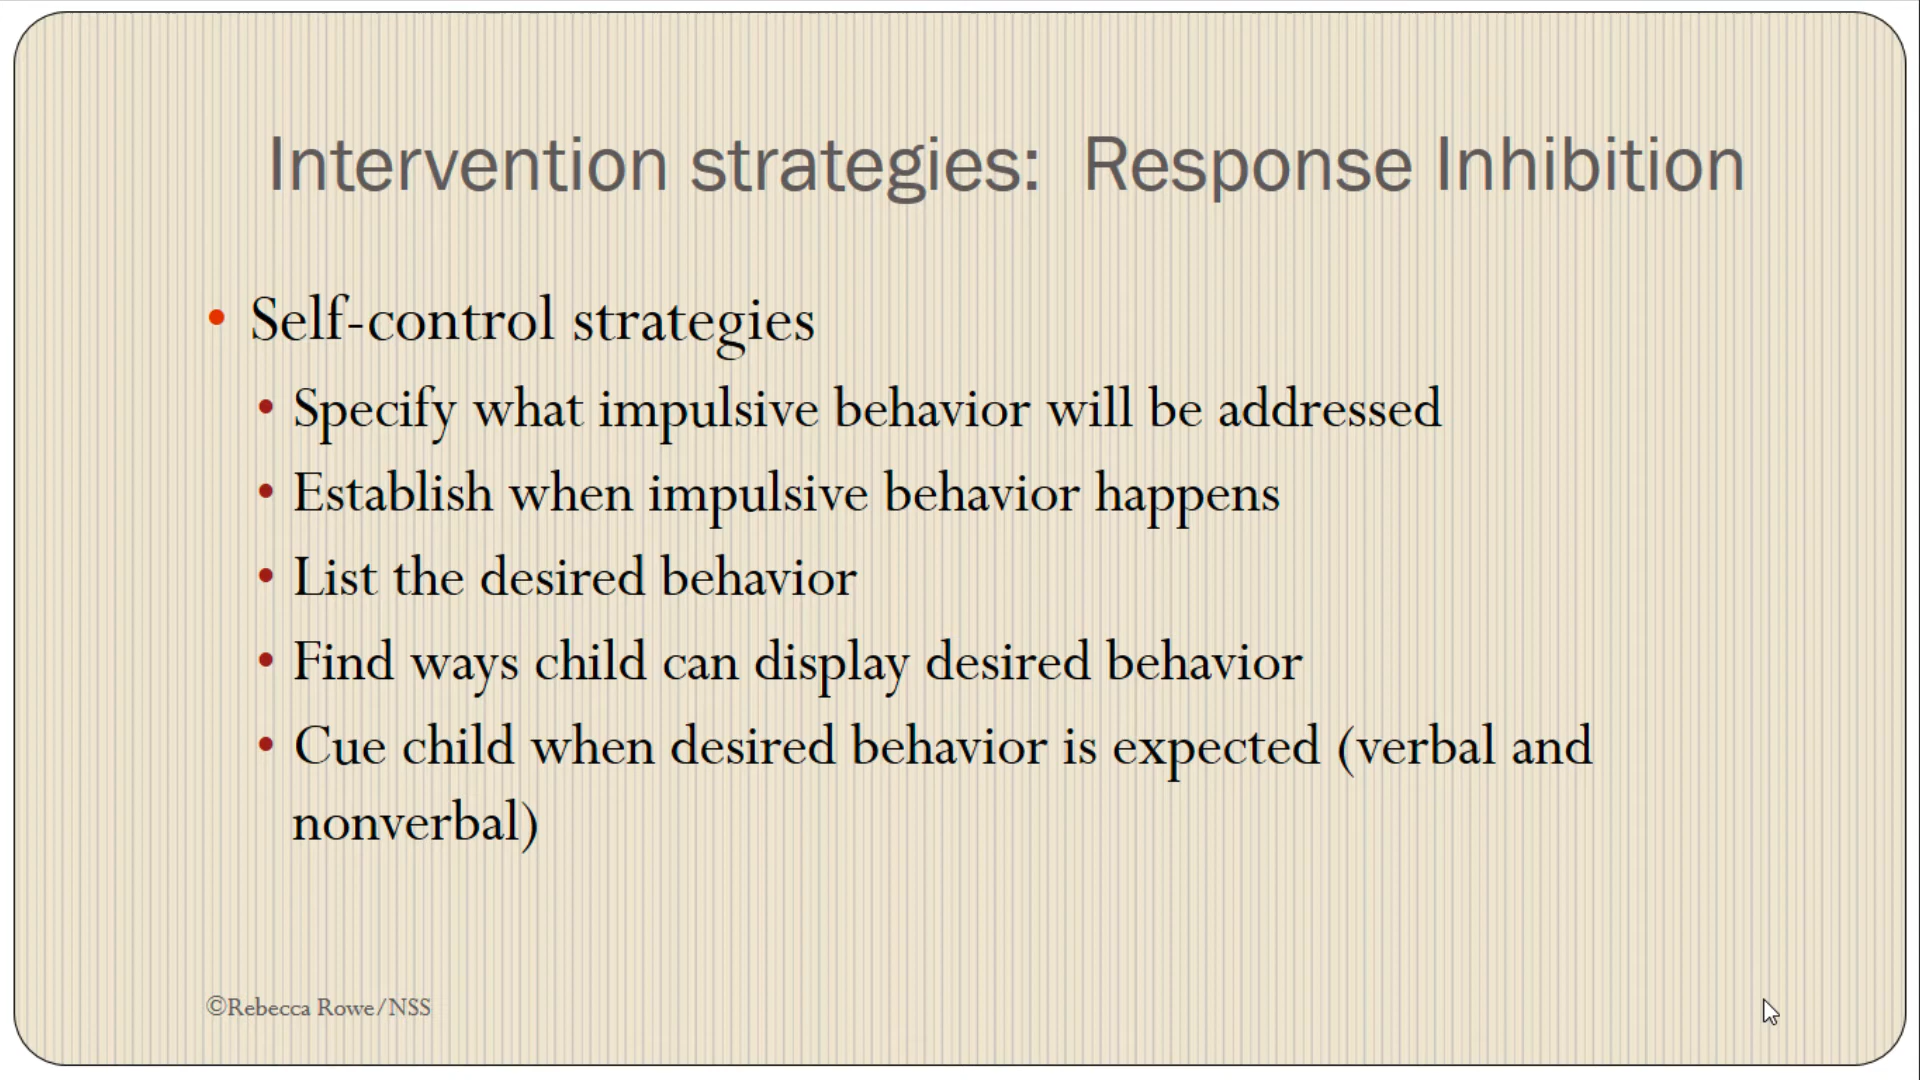 Intervention strategies:  Response Inhibition
• Self-control strategies
• Specify what impulsive behavior will be addressed
• Establish when impulsive behavior happens
• List the desired behavior
• Find ways child can display desired behavior
• Cue child when desired behavior is expected (verbal and
nonverbal)
©Rebecca Rowe/NSS